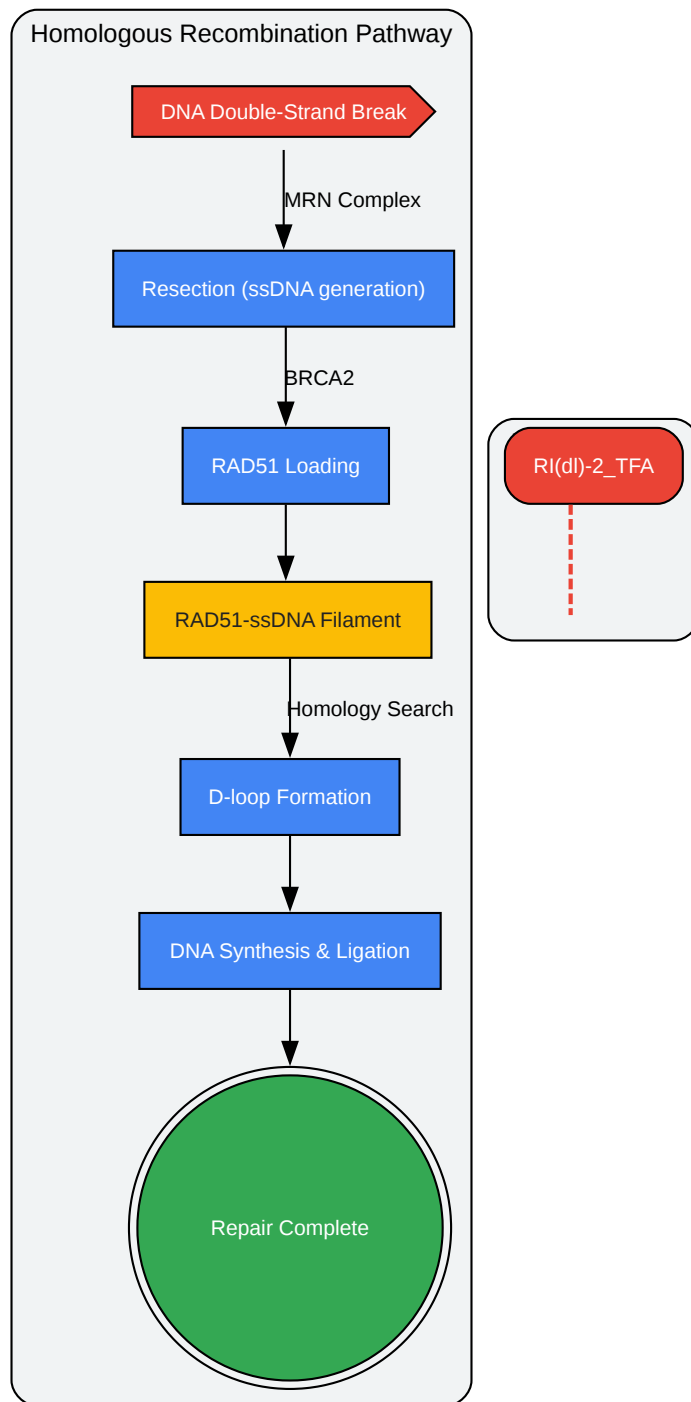 Homologous Recombination Pathway
DNA Double-Strand Break
MRN Complex
Resection (ssDNA generation)
BRCA2
RAD51 Loading
RI(dl)-2_TFA
RAD51-ssDNA Filament
Homology Search
D-loop Formation
DNA Synthesis & Ligation
Repair Complete